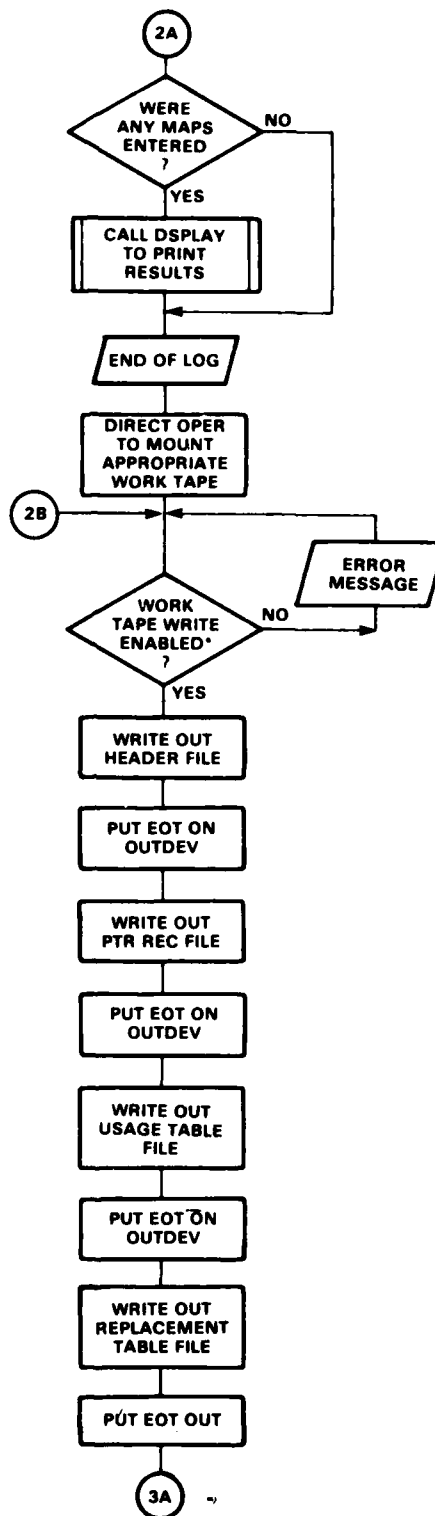 2A
WERE
ANY MAPS
ENTERED
?
NO
YES
CALL DSPLAY
TO PRINT
RESULTS
END OF LOG
DIRECT OPER
TO MOUNT
APPROPRIATE
WORK TAPE
2B
ERROR
MESSAGE
WORK
TAPE WRITE
ENABLED*
?
NO
YES
WRITE OUT
HEADER FILE
PUT EOT ON
OUTDEV
WRITE OUT
PTR REC FILE
PUT EOT ON
OUTDEV
WRITE OUT
USAGE TABLE
FILE
PUT EOT ON
OUTDEV
WRITE OUT
REPLACEMENT
TABLE FILE
PUT EOT OUT
3A